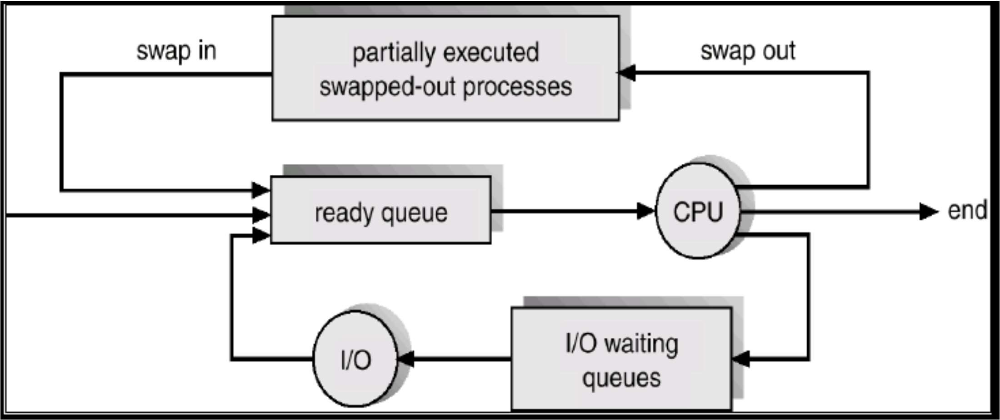 swap in
partially executed
swapped-out processes
swap out
ready queue
CPU
end
I/O
I/O waiting
queues